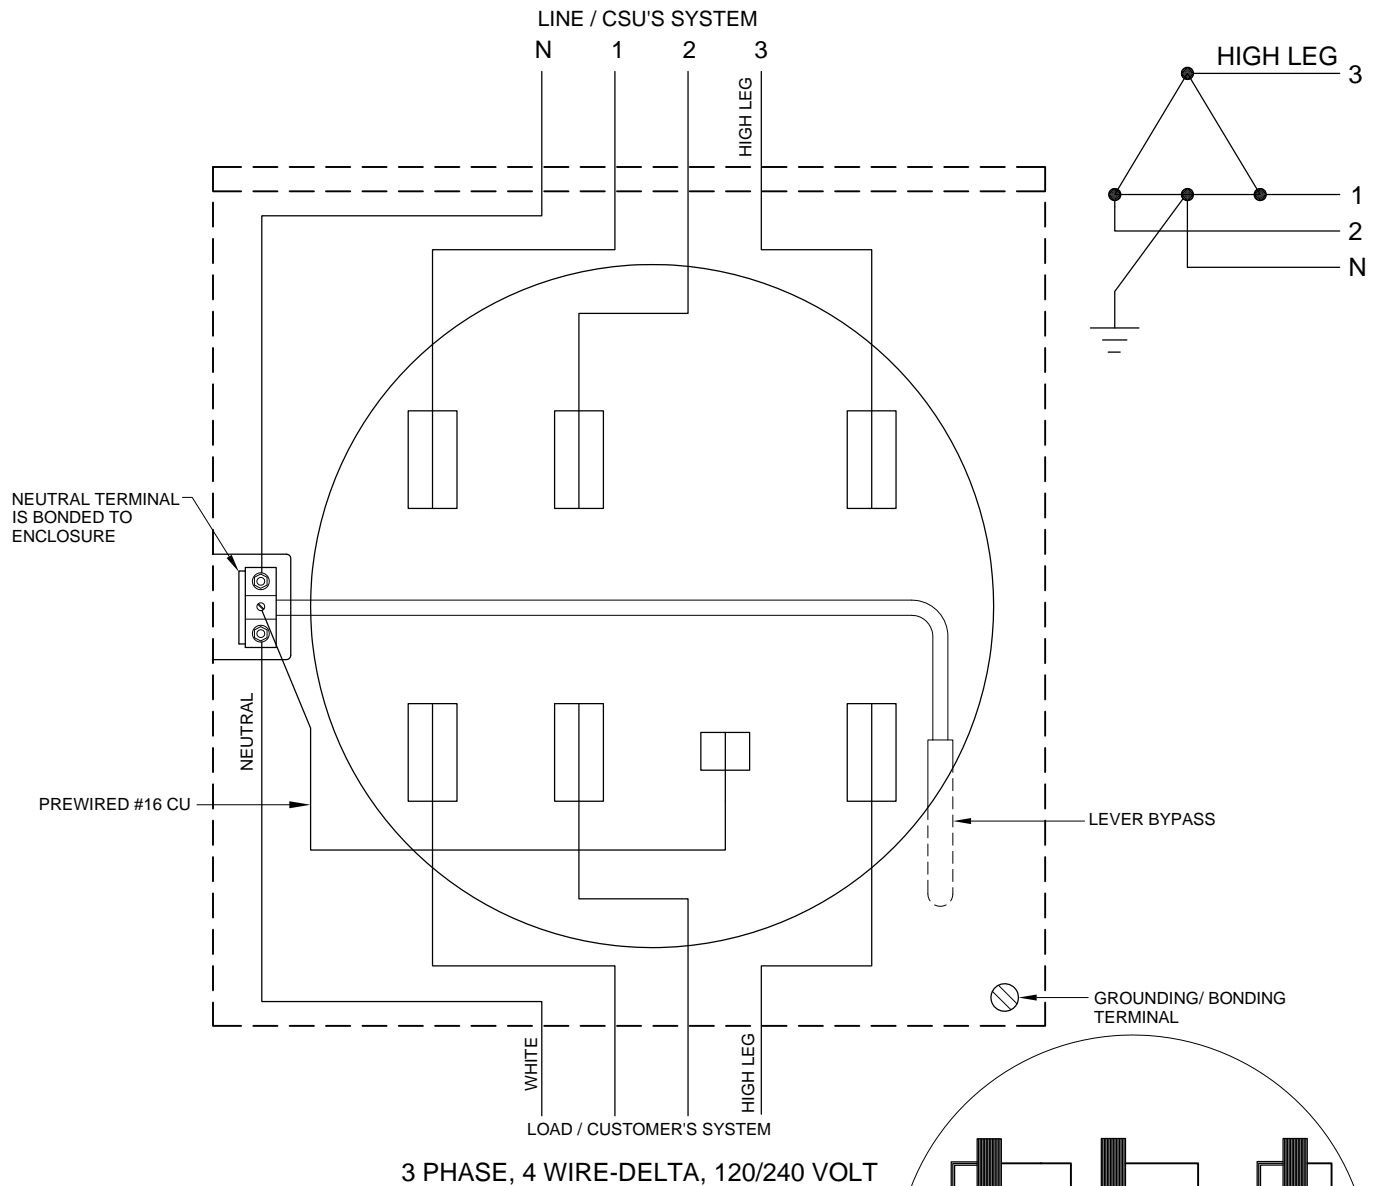 LINE / CSU'S SYSTEM
N 1 2 3
HIGH LEG
HIGH LEG
3
1
2
N
NEUTRAL TERMINAL
IS BONDED TO
ENCLOSURE
NEUTRAL
PREWIRED #16 CU
LEVER BYPASS
GROUNDING/ BONDING
TERMINAL
WHITE
HIGH LEG
LOAD / CUSTOMER'S SYSTEM
3 PHASE, 4 WIRE-DELTA, 120/240 VOLT